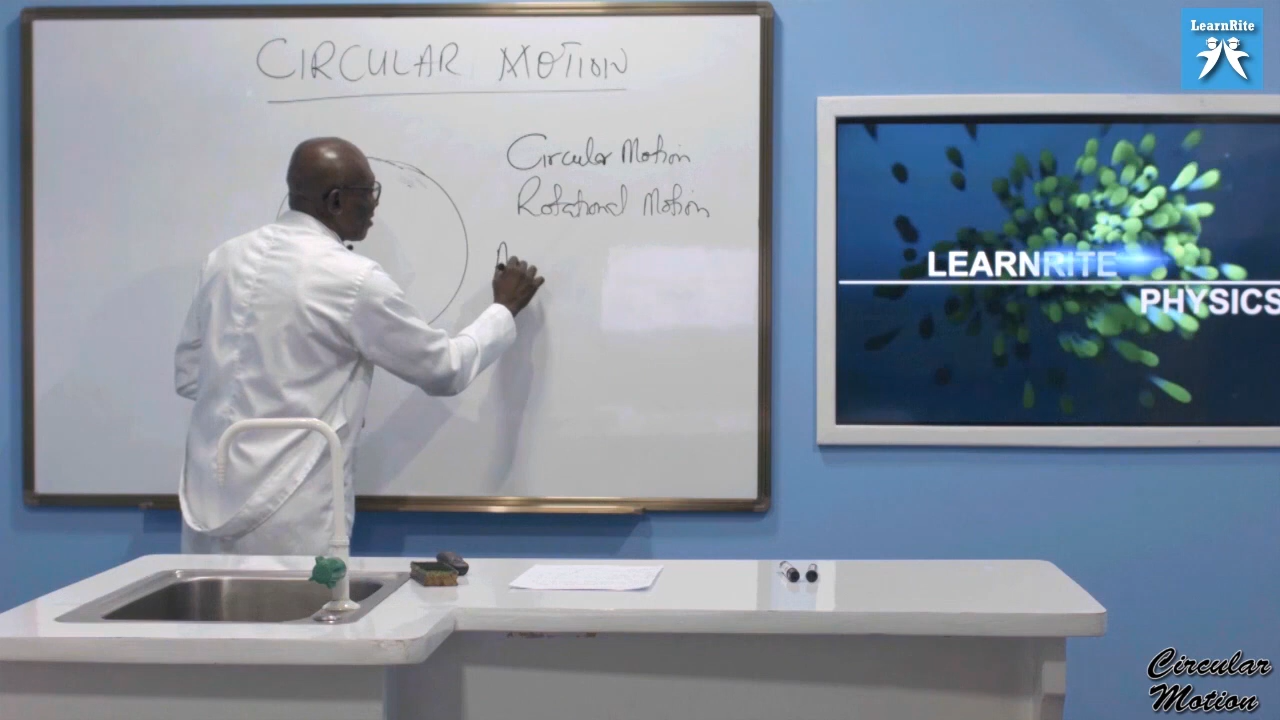 CIRCULAR MOTION
Circular Motion
Rotational Motion
LearnRite
LEARNRITE
PHYSICS
Circular
Motion